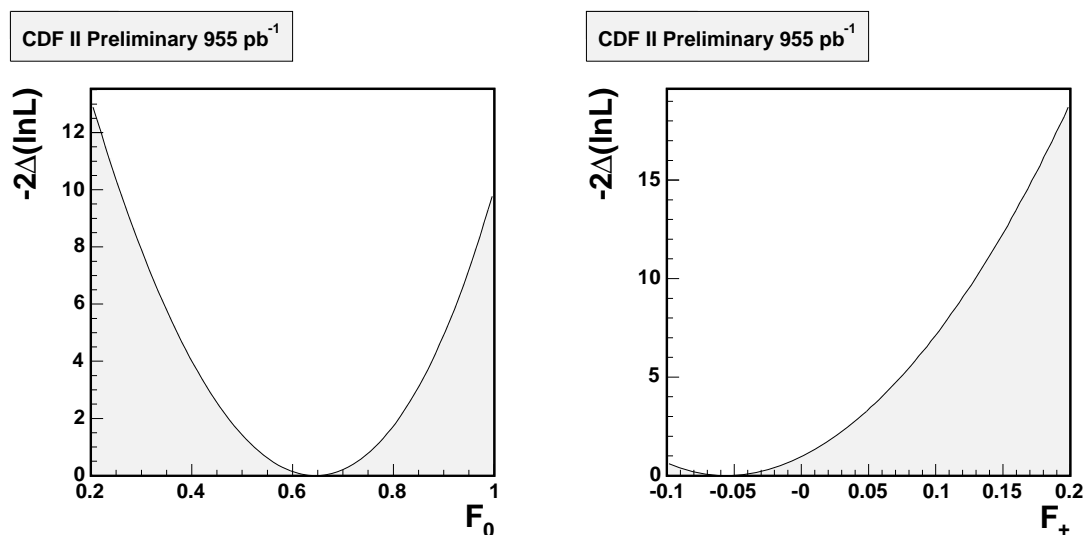 CDF II Preliminary 955 pb⁻¹
-2Δ(lnL)
12
10
8
6
4
2
0
0.2 0.4 0.6 0.8 1
F₀
CDF II Preliminary 955 pb⁻¹
-2Δ(lnL)
15
10
5
0
-0.1 -0.05 -0 0.05 0.1 0.15 0.2
F₊